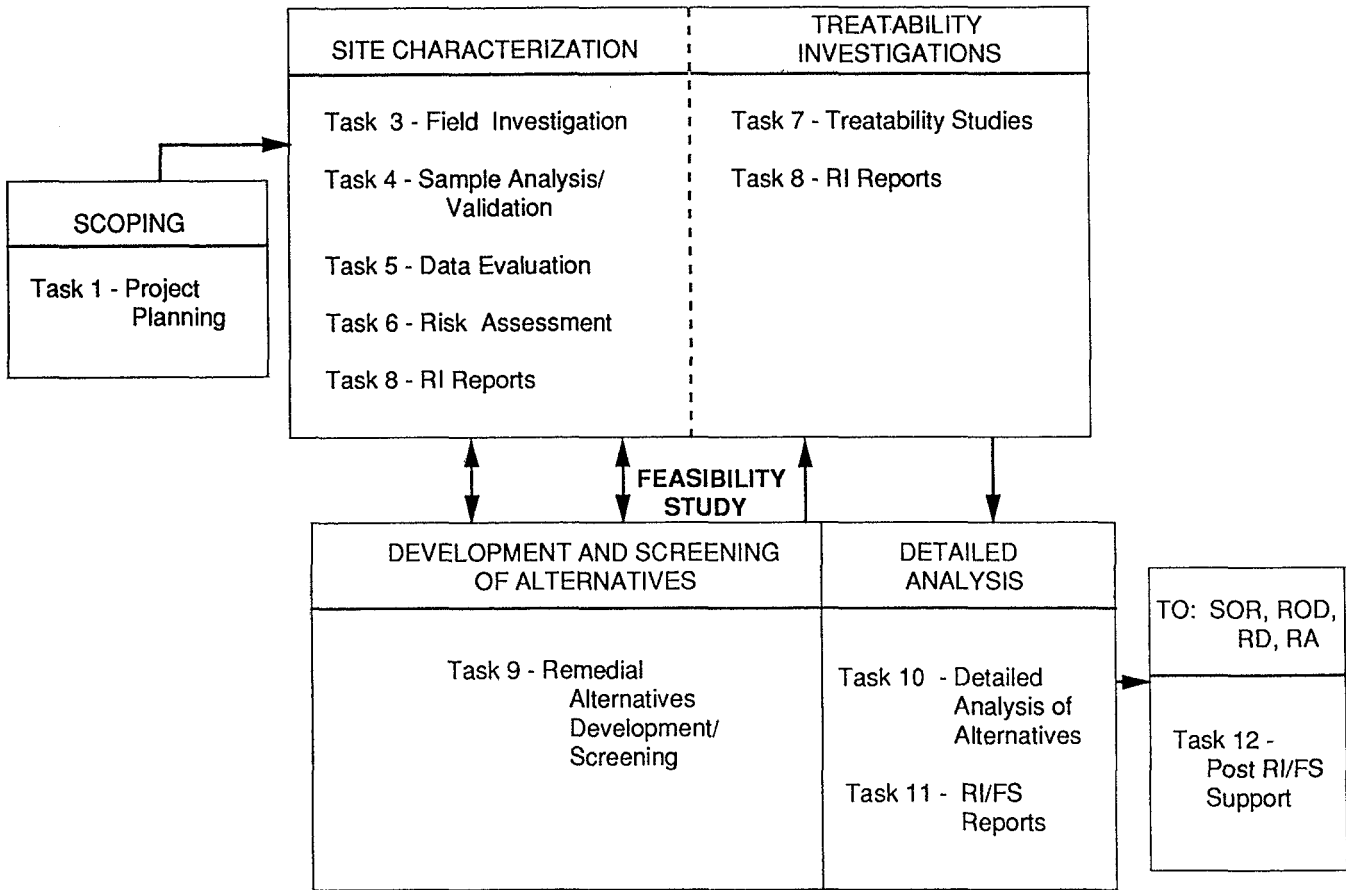 SITE CHARACTERIZATION
Task 3 - Field Investigation
Task 4 - Sample Analysis/
Validation
Task 5 - Data Evaluation
Task 6 - Risk Assessment
Task 8 - RI Reports
TREATABILITY
INVESTIGATIONS
Task 7 - Treatability Studies
Task 8 - RI Reports
SCOPING
Task 1 - Project
Planning
FEASIBILITY
STUDY
DEVELOPMENT AND SCREENING
OF ALTERNATIVES
Task 9 - Remedial
Alternatives
Development/
Screening
DETAILED
ANALYSIS
Task 10 - Detailed
Analysis of
Alternatives
Task 11 - RI/FS
Reports
TO: SOR, ROD,
RD, RA
Task 12 -
Post RI/FS
Support